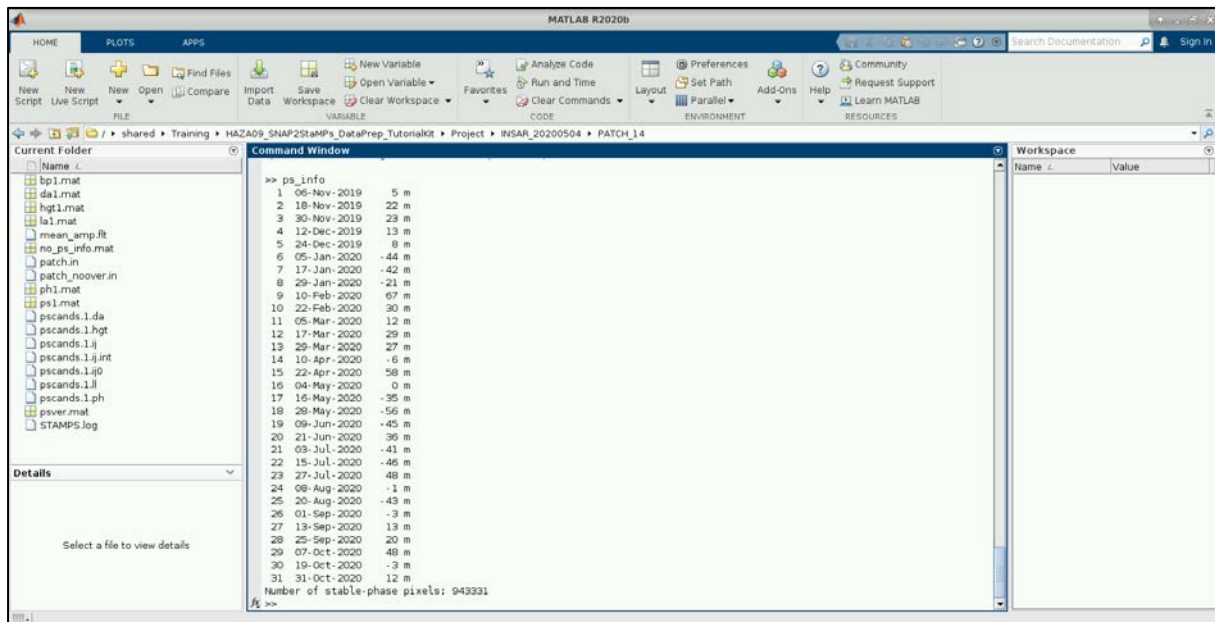 MATLAB R2020b
HOME PLOTS APPS
Search Documentation
Sign In
New Script
New Live Script
New
Open
Find Files
Compare
Import Data
Save Workspace
New Variable
Open Variable
Clear Workspace
Favorites
Analyze Code
Run and Time
Clear Commands
Layout
Preferences
Set Path
Parallel
Add-Ons
Help
Community
Request Support
Learn MATLAB
FILE VARIABLE CODE ENVIRONMENT RESOURCES
/ shared Training HAZA09_SNAP2StaMPs_DataPrep_TutorialKit Project INSAR_20200504 PATCH_14
Current Folder
Name
bp1.mat
da1.mat
hgt1.mat
la1.mat
mean_amp.flt
no_ps_info.mat
patch.in
patch_noover.in
ph1.mat
ps1.mat
pscands.1.da
pscands.1.hgt
pscands.1.ij
pscands.1.ij.int
pscands.1.ij0
pscands.1.ll
pscands.1.ph
psver.mat
STAMPS.log
Details
Select a file to view details
Command Window
>> ps_info
1 06-Nov-2019 5 m
2 18-Nov-2019 22 m
3 30-Nov-2019 23 m
4 12-Dec-2019 13 m
5 24-Dec-2019 8 m
6 05-Jan-2020 -44 m
7 17-Jan-2020 -42 m
8 29-Jan-2020 -21 m
9 10-Feb-2020 67 m
10 22-Feb-2020 30 m
11 05-Mar-2020 12 m
12 17-Mar-2020 29 m
13 29-Mar-2020 27 m
14 10-Apr-2020 -6 m
15 22-Apr-2020 58 m
16 04-May-2020 0 m
17 16-May-2020 -35 m
18 28-May-2020 -56 m
19 09-Jun-2020 -45 m
20 21-Jun-2020 36 m
21 03-Jul-2020 -41 m
22 15-Jul-2020 -46 m
23 27-Jul-2020 48 m
24 08-Aug-2020 -1 m
25 20-Aug-2020 -43 m
26 01-Sep-2020 -3 m
27 13-Sep-2020 13 m
28 25-Sep-2020 20 m
29 07-Oct-2020 48 m
30 19-Oct-2020 -3 m
31 31-Oct-2020 12 m
Number of stable-phase pixels: 943331
fx >>
Workspace
Name Value